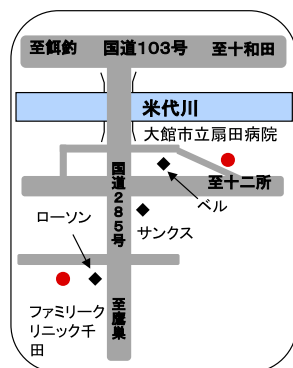 至餌釣 国道103号 至十和田
米代川
大館市立扇田病院
至十二所
国道285号
ベル
ローソン
サンクス
ファミリーク
リニック千
田
至鷹巣